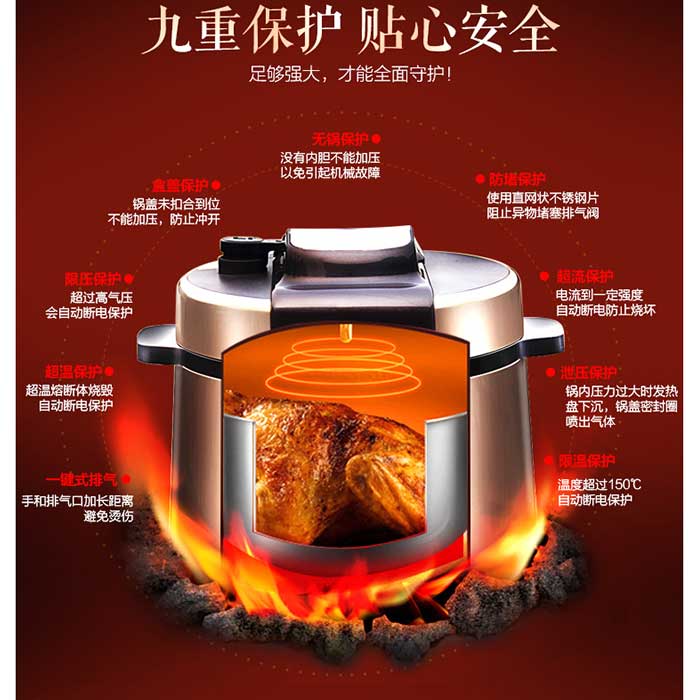 九重保护 贴心安全
足够强大，才能全面守护！
无锅保护
没有内胆不能加压
以免引起机械故障
盒盖保护
锅盖未扣合到位
不能加压，防止冲开
防堵保护
使用直网状不锈钢片
阻止异物堵塞排气阀
限压保护
超过高气压
会自动断电保护
超流保护
电流到一定强度
自动断电防止烧坏
超温保护
超温熔断体烧毁
自动断电保护
泄压保护
锅内压力过大时发热
盘下沉，锅盖密封圈
喷出气体
一键式排气
手和排气口加长距离
避免烫伤
限温保护
温度超过150℃
自动断电保护